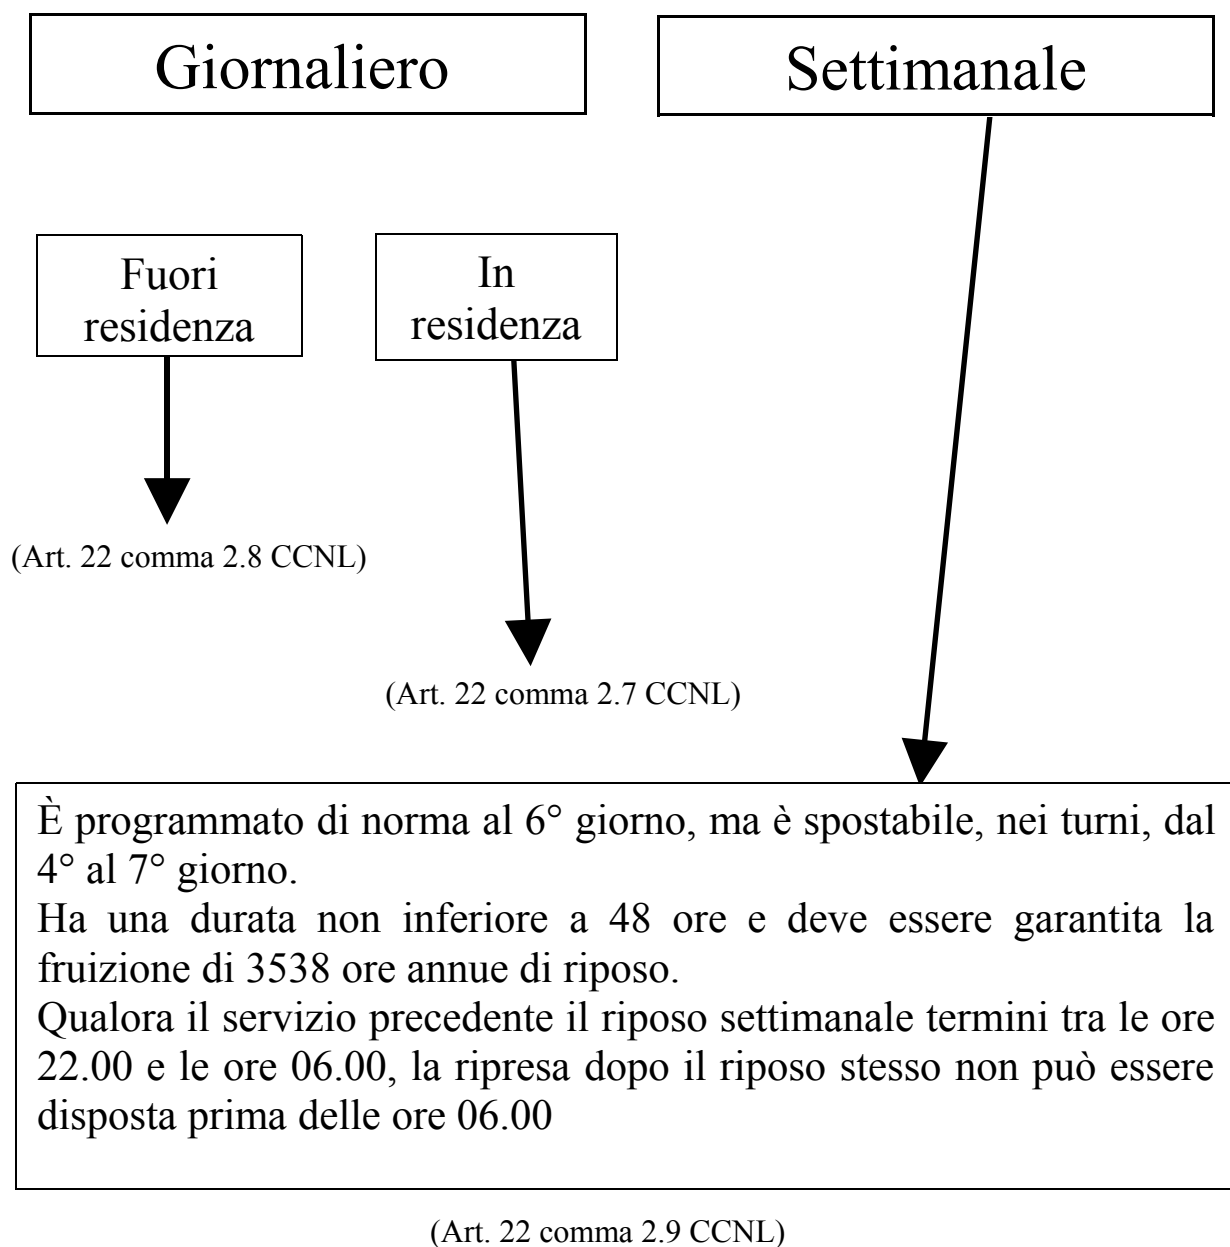 Giornaliero
Settimanale
Fuori
residenza
In
residenza
(Art. 22 comma 2.8 CCNL)
(Art. 22 comma 2.7 CCNL)
È programmato di norma al 6° giorno, ma è spostabile, nei turni, dal
4° al 7° giorno.
Ha una durata non inferiore a 48 ore e deve essere garantita la
fruizione di 3538 ore annue di riposo.
Qualora il servizio precedente il riposo settimanale termini tra le ore
22.00 e le ore 06.00, la ripresa dopo il riposo stesso non può essere
disposta prima delle ore 06.00
(Art. 22 comma 2.9 CCNL)